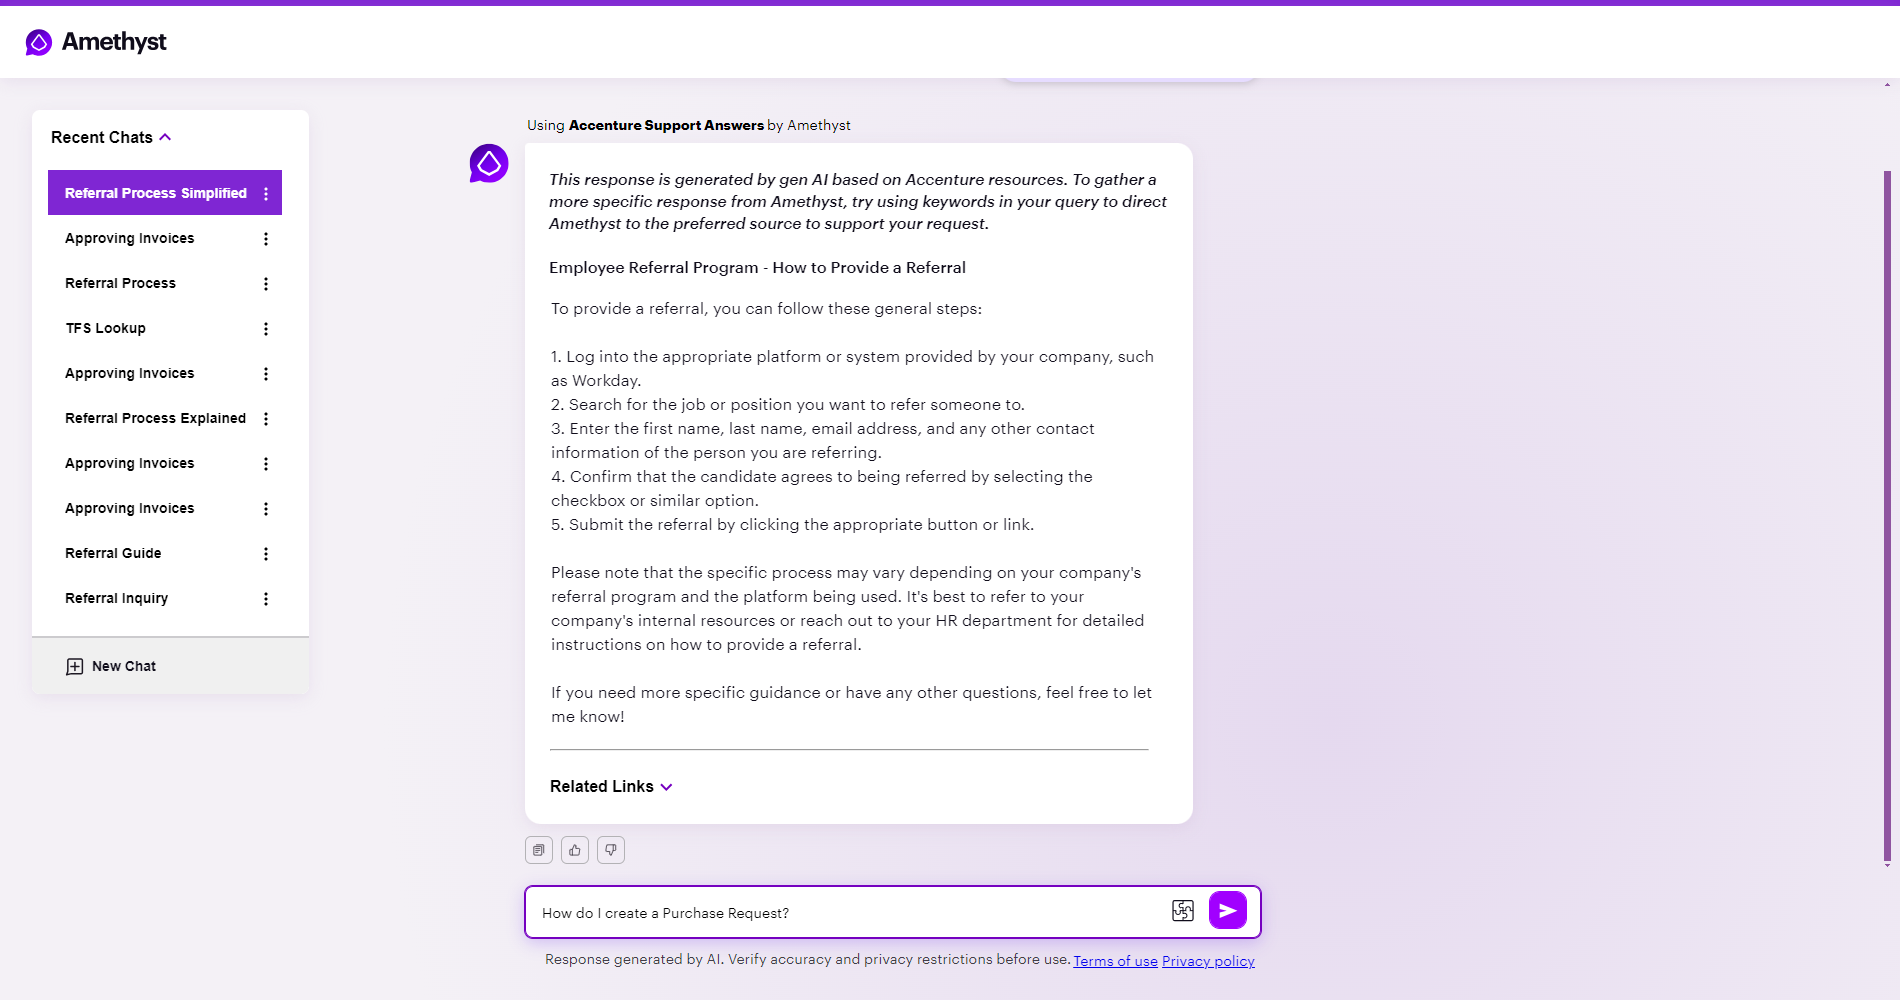 Amethyst
Recent Chats
Referral Process Simplified
Approving Invoices
Referral Process
TFS Lookup
Approving Invoices
Referral Process Explained
Approving Invoices
Approving Invoices
Referral Guide
Referral Inquiry
New Chat
Using Accenture Support Answers by Amethyst
This response is generated by gen AI based on Accenture resources. To gather a
more specific response from Amethyst, try using keywords in your query to direct
Amethyst to the preferred source to support your request.
Employee Referral Program - How to Provide a Referral
To provide a referral, you can follow these general steps:
1. Log into the appropriate platform or system provided by your company, such
as Workday.
2. Search for the job or position you want to refer someone to.
3. Enter the first name, last name, email address, and any other contact
information of the person you are referring.
4. Confirm that the candidate agrees to being referred by selecting the
checkbox or similar option.
5. Submit the referral by clicking the appropriate button or link.
Please note that the specific process may vary depending on your company's
referral program and the platform being used. It's best to refer to your
company's internal resources or reach out to your HR department for detailed
instructions on how to provide a referral.
If you need more specific guidance or have any other questions, feel free to let
me know!
Related Links
How do I create a Purchase Request?
Response generated by AI. Verify accuracy and privacy restrictions before use. Terms of use Privacy policy